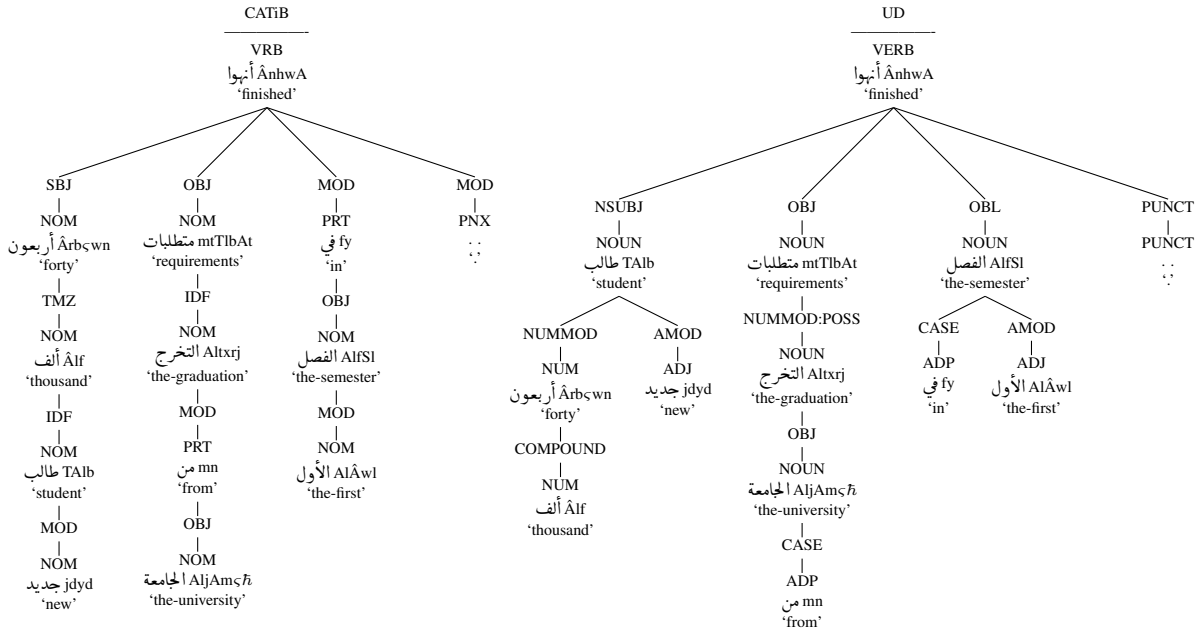 CATiB
VRB
أنهوا ÂnhwA
‘finished’
SBJ
NOM
أربعون Ârbςwn
‘forty’
TMZ
NOM
ألف Âlf
‘thousand’
IDF
NOM
طالب TAlb
‘student’
MOD
NOM
جديد jdyd
‘new’
OBJ
NOM
متطلبات mtTlbAt
‘requirements’
IDF
NOM
التخرج Altxrj
‘the-graduation’
MOD
PRT
من mn
‘from’
OBJ
NOM
الجامعة AljAmςħ
‘the-university’
MOD
PRT
في fy
‘in’
OBJ
NOM
الفصل AlfSl
‘the-semester’
MOD
NOM
الأول AlÂwl
‘the-first’
MOD
PNX
. .
‘.’
UD
VERB
أنهوا ÂnhwA
‘finished’
NSUBJ
NOUN
طالب TAlb
‘student’
NUMMOD
NUM
أربعون Ârbςwn
‘forty’
COMPOUND
NUM
ألف Âlf
‘thousand’
AMOD
ADJ
جديد jdyd
‘new’
OBJ
NOUN
متطلبات mtTlbAt
‘requirements’
NUMMOD:POSS
NOUN
التخرج Altxrj
‘the-graduation’
OBJ
NOUN
الجامعة AljAmςħ
‘the-university’
CASE
ADP
من mn
‘from’
OBL
NOUN
الفصل AlfSl
‘the-semester’
CASE
ADP
في fy
‘in’
AMOD
ADJ
الأول AlÂwl
‘the-first’
PUNCT
PUNCT
. .
‘.’